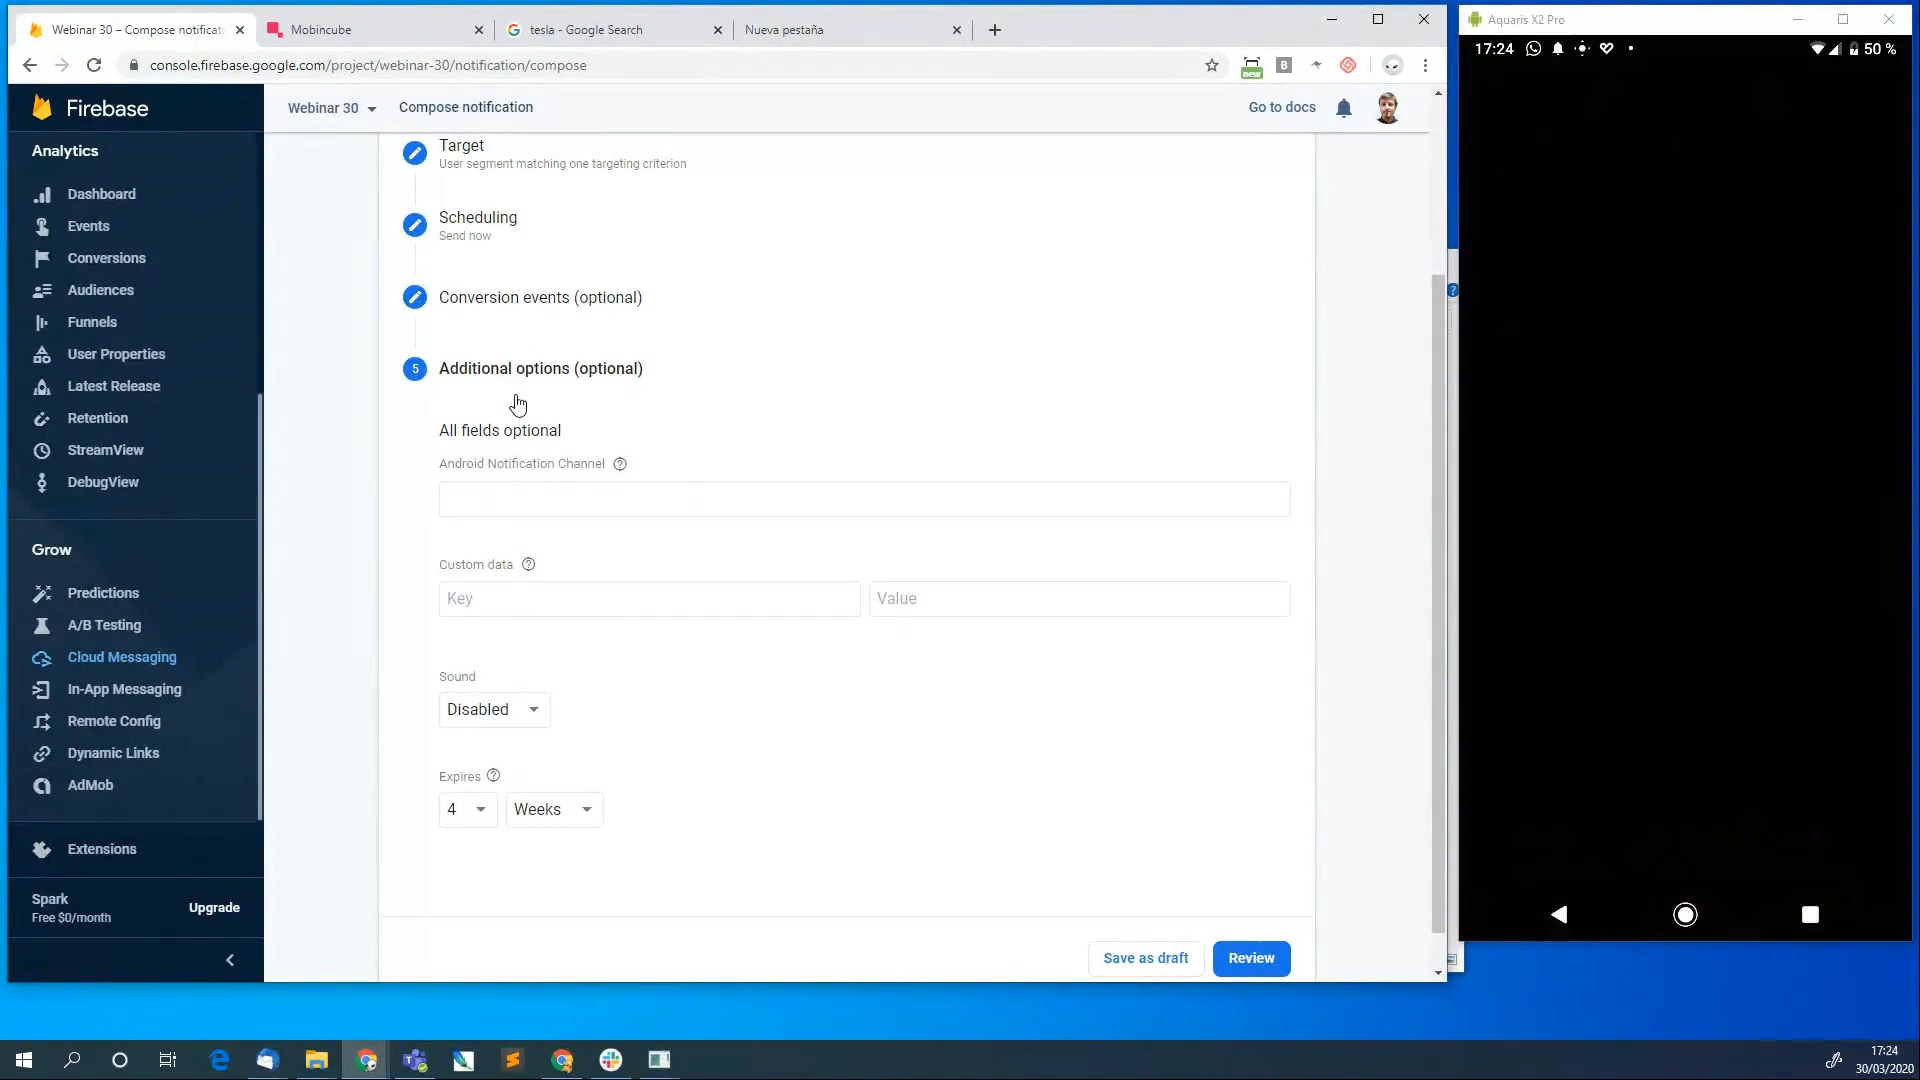 Webinar 30 – Compose notificati
Mobincube
tesla - Google Search
Nueva pestaña
console.firebase.google.com/project/webinar-30/notification/compose
new
B
Firebase
Webinar 30
Compose notification
Go to docs
Analytics
Dashboard
Events
Conversions
Audiences
Funnels
User Properties
Latest Release
Retention
StreamView
DebugView
Grow
Predictions
A/B Testing
Cloud Messaging
In-App Messaging
Remote Config
Dynamic Links
AdMob
Extensions
Spark
Free $0/month
Upgrade
Target
User segment matching one targeting criterion
Scheduling
Send now
Conversion events (optional)
5
Additional options (optional)
All fields optional
Android Notification Channel
Custom data
Key
Value
Sound
Disabled
Expires
4
Weeks
Save as draft
Review
Aquaris X2 Pro
17:24
50 %
17:24
30/03/2020